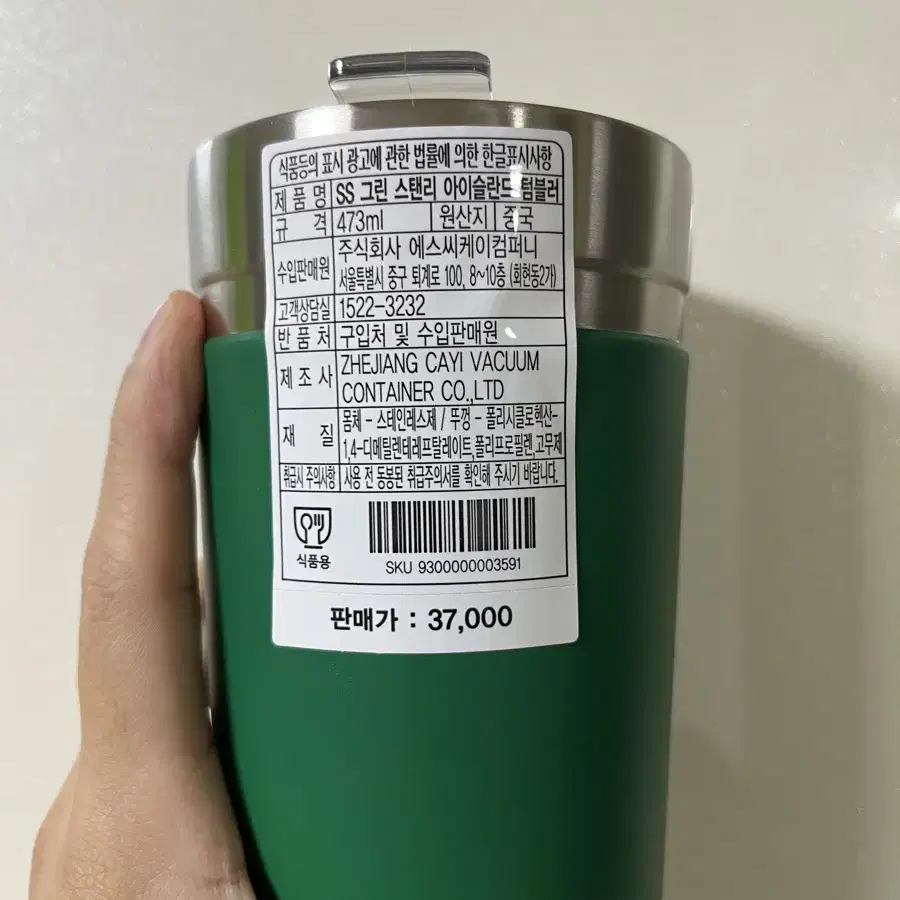 식품등의 표시 광고에 관한 법률에 의한 한글표시사항
제 품 명 SS 그린 스탠리 아이슬란드 텀블러
규 격 473ml 원산지 중국
수입판매원 주식회사 에스씨케이컴퍼니
서울특별시 중구 퇴계로 100, 8~10층 (회현동2가)
고객상담실 1522-3232
반 품 처 구입처 및 수입판매원
제 조 사 ZHEJIANG CAYI VACUUM
CONTAINER CO.,LTD
재 질 몸체 - 스테인레스제 / 뚜껑 - 폴리시클로헥산-
1,4-디메틸렌테레프탈레이트,폴리프로필렌,고무제
취급시 주의사항 사용 전 동봉된 취급주의서를 확인해 주시기 바랍니다.
식품용
SKU 9300000003591
판매가 : 37,000